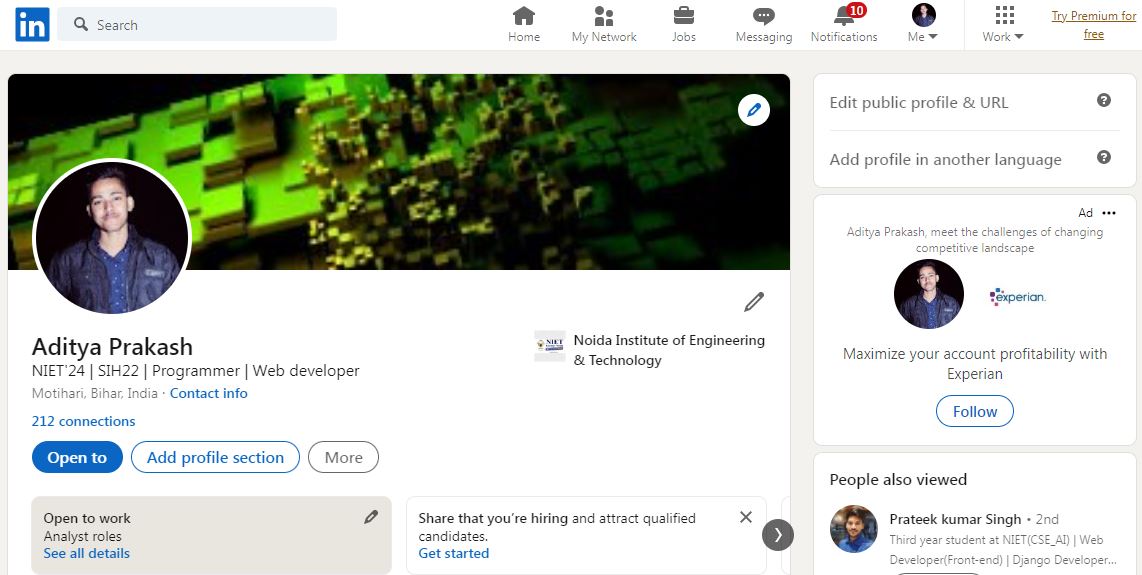 in
Search
Home
My Network
Jobs
Messaging
10
Notifications
Me
Work
Try Premium for
free
Aditya Prakash
NIET'24 | SIH22 | Programmer | Web developer
Motihari, Bihar, India · Contact info
212 connections
Open to
Add profile section
More
NIET
Noida Institute of Engineering
& Technology
Open to work
Analyst roles
See all details
Share that you're hiring and attract qualified
candidates.
Get started
Edit public profile & URL
Add profile in another language
Ad
Aditya Prakash, meet the challenges of changing
competitive landscape
experian.
Maximize your account profitability with
Experian
Follow
People also viewed
Prateek kumar Singh • 2nd
Third year student at NIET(CSE_AI) | Web
Developer(Front-end) | Django Developer...